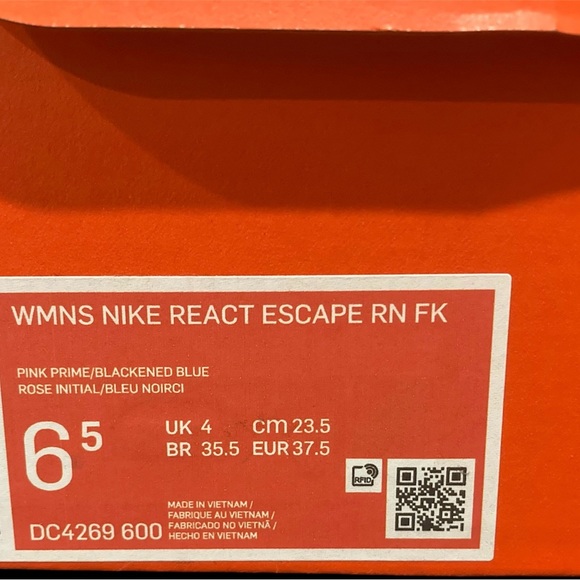 WMNS NIKE REACT ESCAPE RN FK
PINK PRIME/BLACKENED BLUE
ROSE INITIAL/BLEU NOIRCI
6⁵
UK 4 cm 23.5
BR 35.5 EUR 37.5
RFID
MADE IN VIETNAM /
FABRIQUE AU VIETNAM /
FABRICADO NO VIETNÃ /
HECHO EN VIETNAM
DC4269 600